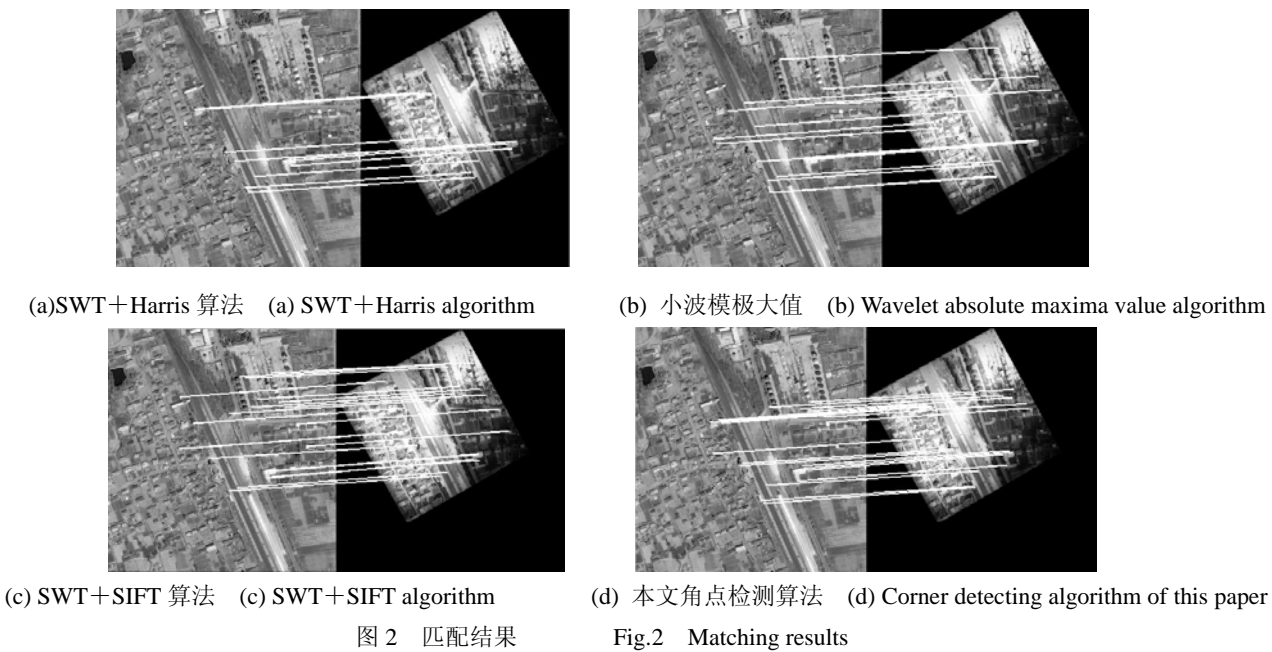 (a)SWT＋Harris 算法 (a) SWT＋Harris algorithm
(b) 小波模极大值 (b) Wavelet absolute maxima value algorithm
(c) SWT＋SIFT 算法 (c) SWT＋SIFT algorithm
(d) 本文角点检测算法 (d) Corner detecting algorithm of this paper
图 2 匹配结果 Fig.2 Matching results